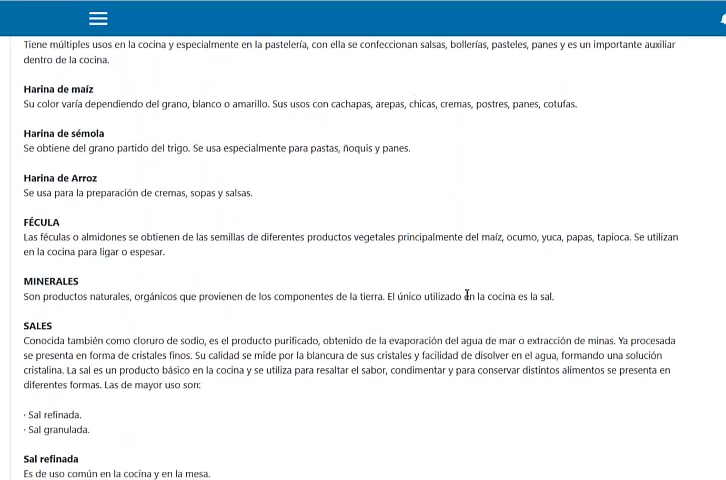 Tiene múltiples usos en la cocina y especialmente en la pastelería, con ella se confeccionan salsas, bollerías, pasteles, panes y es un importante auxiliar
dentro de la cocina.
Harina de maíz
Su color varía dependiendo del grano, blanco o amarillo. Sus usos con cachapas, arepas, chicas, cremas, postres, panes, cotufas.
Harina de sémola
Se obtiene del grano partido del trigo. Se usa especialmente para pastas, ñoquis y panes.
Harina de Arroz
Se usa para la preparación de cremas, sopas y salsas.
FÉCULA
Las féculas o almidones se obtienen de las semillas de diferentes productos vegetales principalmente del maíz, ocumo, yuca, papas, tapioca. Se utilizan
en la cocina para ligar o espesar.
MINERALES
Son productos naturales, orgánicos que provienen de los componentes de la tierra. El único utilizado en la cocina es la sal.
SALES
Conocida también como cloruro de sodio, es el producto purificado, obtenido de la evaporación del agua de mar o extracción de minas. Ya procesada
se presenta en forma de cristales finos. Su calidad se mide por la blancura de sus cristales y facilidad de disolver en el agua, formando una solución
cristalina. La sal es un producto básico en la cocina y se utiliza para resaltar el sabor, condimentar y para conservar distintos alimentos se presenta en
diferentes formas. Las de mayor uso son:
· Sal refinada.
· Sal granulada.
Sal refinada
Es de uso común en la cocina y en la mesa.